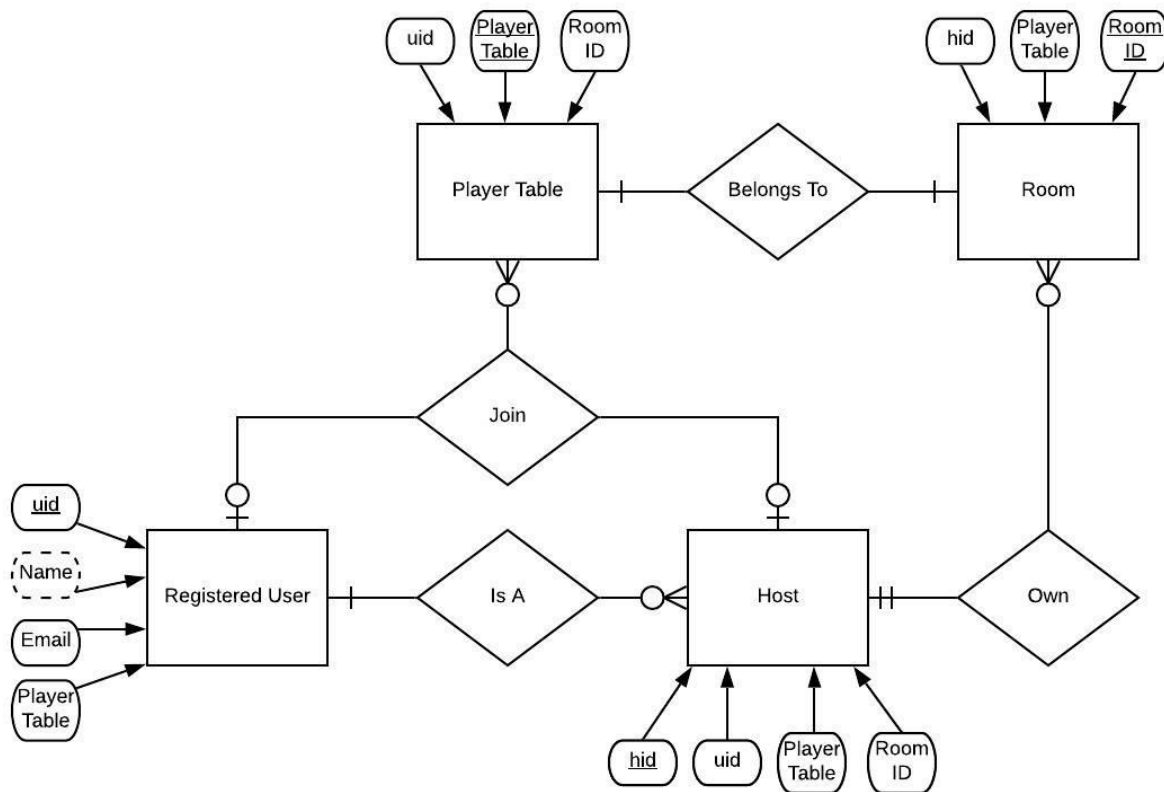 uid
Player
Table
Room
ID
hid
Player
Table
Room
ID
Player Table
Belongs To
Room
Join
uid
Name
Email
Player
Table
Registered User
Is A
Host
Own
hid
uid
Player
Table
Room
ID